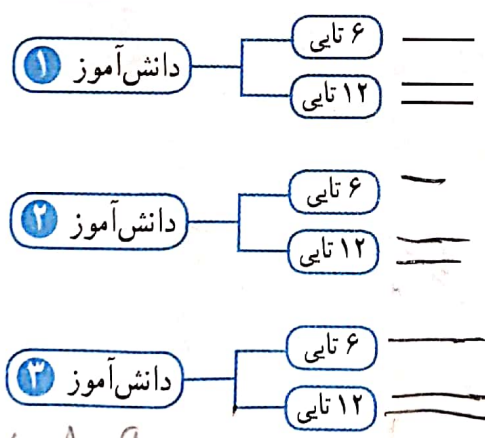 ۶ تایی
دانش‌آموز ۱
۱۲ تایی
۶ تایی
دانش‌آموز ۲
۱۲ تایی
۶ تایی
دانش‌آموز ۳
۱۲ تایی